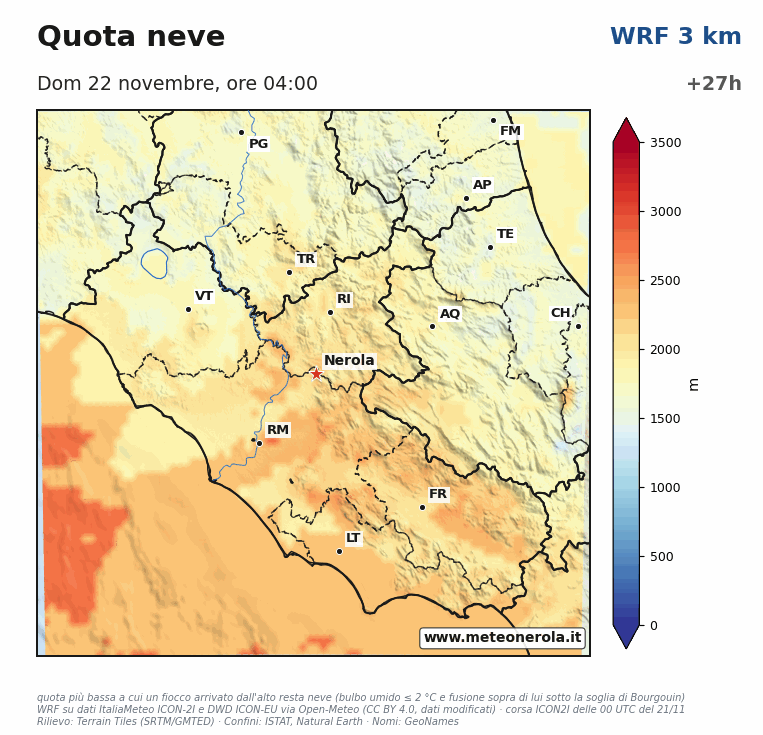 Quota neve
WRF 3 km
Dom 22 novembre, ore 04:00
+27h
PG
FM
AP
TE
TR
VT
RI
AQ
CH
Nerola
RM
FR
LT
www.meteonerola.it
3500
3000
2500
2000
1500
1000
500
0
m
quota più bassa a cui un fiocco arrivato dall'alto resta neve (bulbo umido ≤ 2 °C e fusione sopra di lui sotto la soglia di Bourgouin)
WRF su dati ItaliaMeteo ICON-2I e DWD ICON-EU via Open-Meteo (CC BY 4.0, dati modificati) · corsa ICON2I delle 00 UTC del 21/11
Rilievo: Terrain Tiles (SRTM/GMTED) · Confini: ISTAT, Natural Earth · Nomi: GeoNames